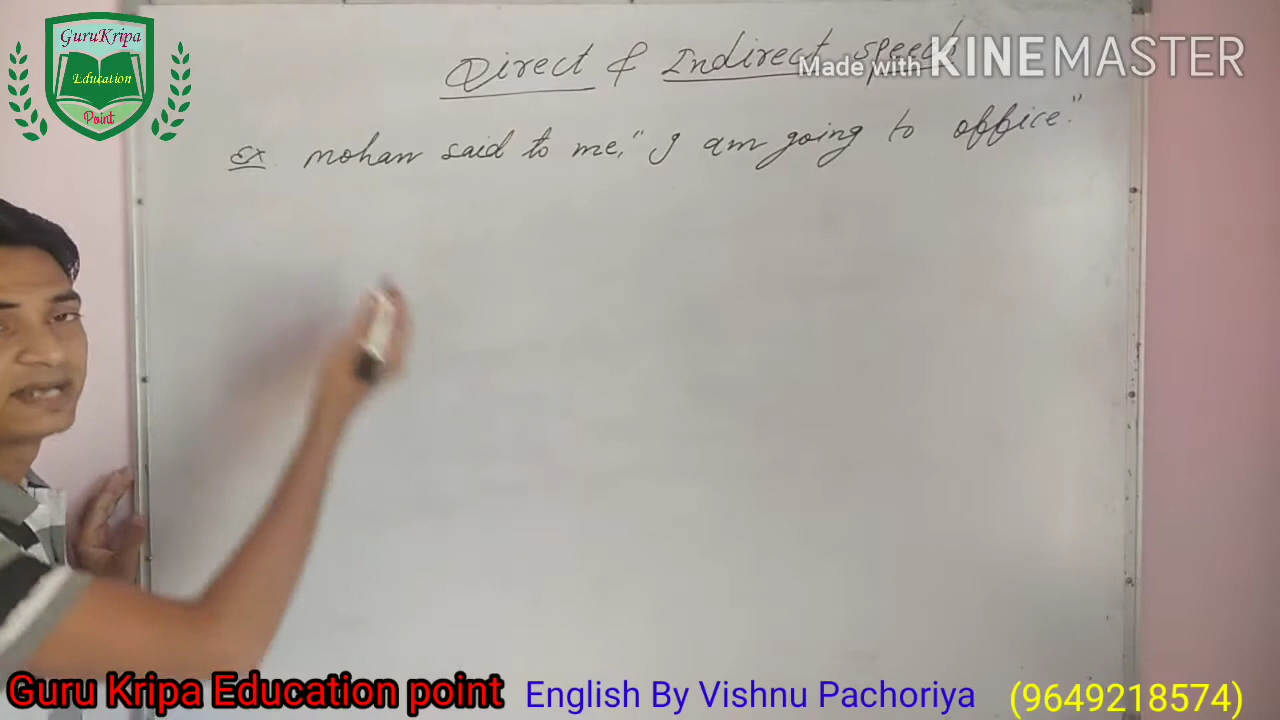 GuruKripa
Education
Point
Direct & Indirect speech
Made with KINEMASTER
Ex mohan said to me, "I am going to office."
Guru Kripa Education point English By Vishnu Pachoriya (9649218574)